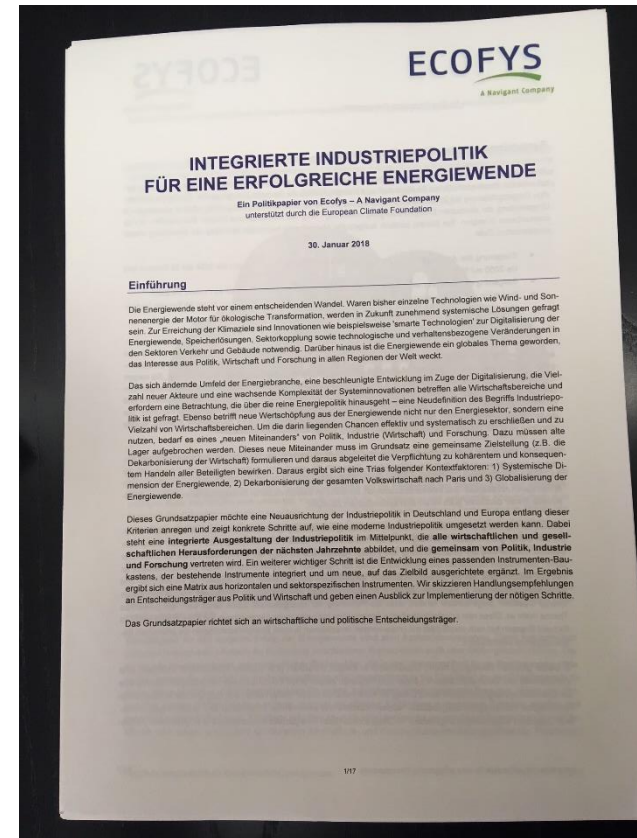 ECOFYS
A Navigant Company
INTEGRIERTE INDUSTRIEPOLITIK
FÜR EINE ERFOLGREICHE ENERGIEWENDE
Ein Politikpapier von Ecofys – A Navigant Company
unterstützt durch die European Climate Foundation
30. Januar 2018
Einführung
Die Energiewende steht vor einem entscheidenden Wandel. Waren bisher einzelne Technologien wie Wind- und Son-
nenenergie der Motor für ökologische Transformation, werden in Zukunft zunehmend systemische Lösungen gefragt
sein. Zur Erreichung der Klimaziele sind Innovationen wie beispielsweise 'smarte Technologien' zur Digitalisierung der
Energiewende, Speicherlösungen, Sektorkopplung sowie technologische und verhaltensbezogene Veränderungen in
den Sektoren Verkehr und Gebäude notwendig. Darüber hinaus ist die Energiewende ein globales Thema geworden,
das Interesse aus Politik, Wirtschaft und Forschung in allen Regionen der Welt weckt.
Das sich ändernde Umfeld der Energiebranche, eine beschleunigte Entwicklung im Zuge der Digitalisierung, die Viel-
zahl neuer Akteure und eine wachsende Komplexität der Systeminnovationen betreffen alle Wirtschaftsbereiche und
erfordern eine Betrachtung, die über die reine Energiepolitik hinausgeht – eine Neudefinition des Begriffs Industriepo-
litik ist gefragt. Ebenso betrifft neue Wertschöpfung aus der Energiewende nicht nur den Energiesektor, sondern eine
Vielzahl von Wirtschaftsbereichen. Um die darin liegenden Chancen effektiv und systematisch zu erschließen und zu
nutzen, bedarf es eines „neuen Miteinanders“ von Politik, Industrie (Wirtschaft) und Forschung. Dazu müssen alte
Lager aufgebrochen werden. Dieses neue Miteinander muss im Grundsatz eine gemeinsame Zielstellung (z.B. die
Dekarbonisierung der Wirtschaft) formulieren und daraus abgeleitet die Verpflichtung zu kohärentem und konsequen-
tem Handeln aller Beteiligten bewirken. Daraus ergibt sich eine Trias folgender Kontextfaktoren: 1) Systemische Di-
mension der Energiewende, 2) Dekarbonisierung der gesamten Volkswirtschaft nach Paris und 3) Globalisierung der
Energiewende.
Dieses Grundsatzpapier möchte eine Neuausrichtung der Industriepolitik in Deutschland und Europa entlang dieser
Kriterien anregen und zeigt konkrete Schritte auf, wie eine moderne Industriepolitik umgesetzt werden kann. Dabei
steht eine integrierte Ausgestaltung der Industriepolitik im Mittelpunkt, die alle wirtschaftlichen und gesell-
schaftlichen Herausforderungen der nächsten Jahrzehnte abbildet, und die gemeinsam von Politik, Industrie
und Forschung vertreten wird. Ein weiterer wichtiger Schritt ist die Entwicklung eines passenden Instrumenten-Bau-
kastens, der bestehende Instrumente integriert und um neue, auf das Zielbild ausgerichtete ergänzt. Im Ergebnis
ergibt sich eine Matrix aus horizontalen und sektorspezifischen Instrumenten. Wir skizzieren Handlungsempfehlungen
an Entscheidungsträger aus Politik und Wirtschaft und geben einen Ausblick zur Implementierung der nötigen Schritte.
Das Grundsatzpapier richtet sich an wirtschaftliche und politische Entscheidungsträger.
1/17